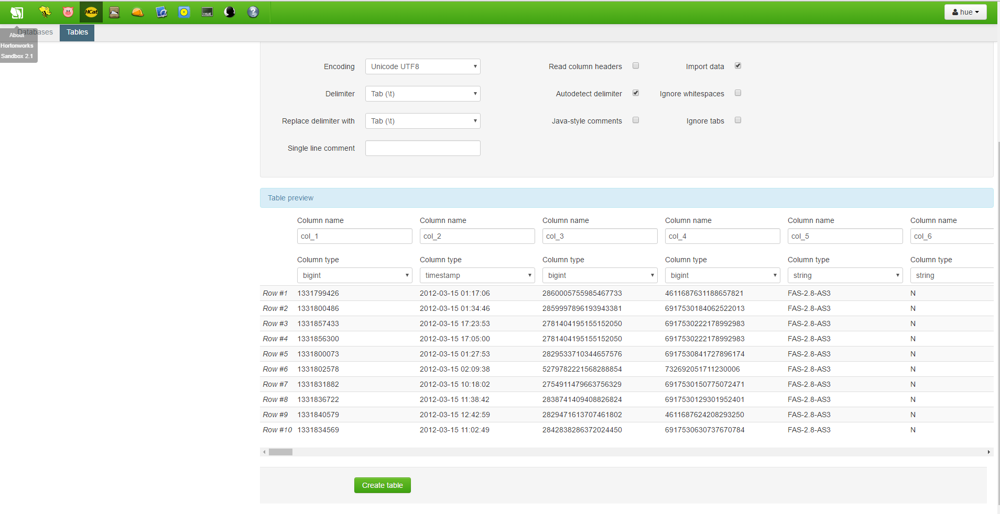 HCat
>HUE
?
hue
Databases
Tables
About
Hortonworks
Sandbox 2.1
Encoding Unicode UTF8 Read column headers Import data
Delimiter Tab (\t) Autodetect delimiter Ignore whitespaces
Replace delimiter with Tab (\t) Java-style comments Ignore tabs
Single line comment
Table preview
Column name Column name Column name Column name Column name Column name
col_1 col_2 col_3 col_4 col_5 col_6
Column type Column type Column type Column type Column type Column type
bigint timestamp bigint bigint string string
Row #1 1331799426 2012-03-15 01:17:06 2860005755985467733 4611687631188657821 FAS-2.8-AS3 N
Row #2 1331800486 2012-03-15 01:34:46 2859997896193943381 6917530184062522013 FAS-2.8-AS3 N
Row #3 1331857433 2012-03-15 17:23:53 2781404195155152050 6917530222178992983 FAS-2.8-AS3 N
Row #4 1331856300 2012-03-15 17:05:00 2781404195155152050 6917530222178992983 FAS-2.8-AS3 N
Row #5 1331800073 2012-03-15 01:27:53 2829533710344657576 6917530841727896174 FAS-2.8-AS3 N
Row #6 1331802578 2012-03-15 02:09:38 5279782221568288854 732692051711230006 FAS-2.8-AS3 N
Row #7 1331831882 2012-03-15 10:18:02 2754911479663756329 6917530150775072471 FAS-2.8-AS3 N
Row #8 1331836722 2012-03-15 11:38:42 2838741409408826824 6917530129301952401 FAS-2.8-AS3 N
Row #9 1331840579 2012-03-15 12:42:59 2829471613707461802 4611687624208293250 FAS-2.8-AS3 N
Row #10 1331834569 2012-03-15 11:02:49 2842838286372024450 6917530630737670784 FAS-2.8-AS3 N
Create table